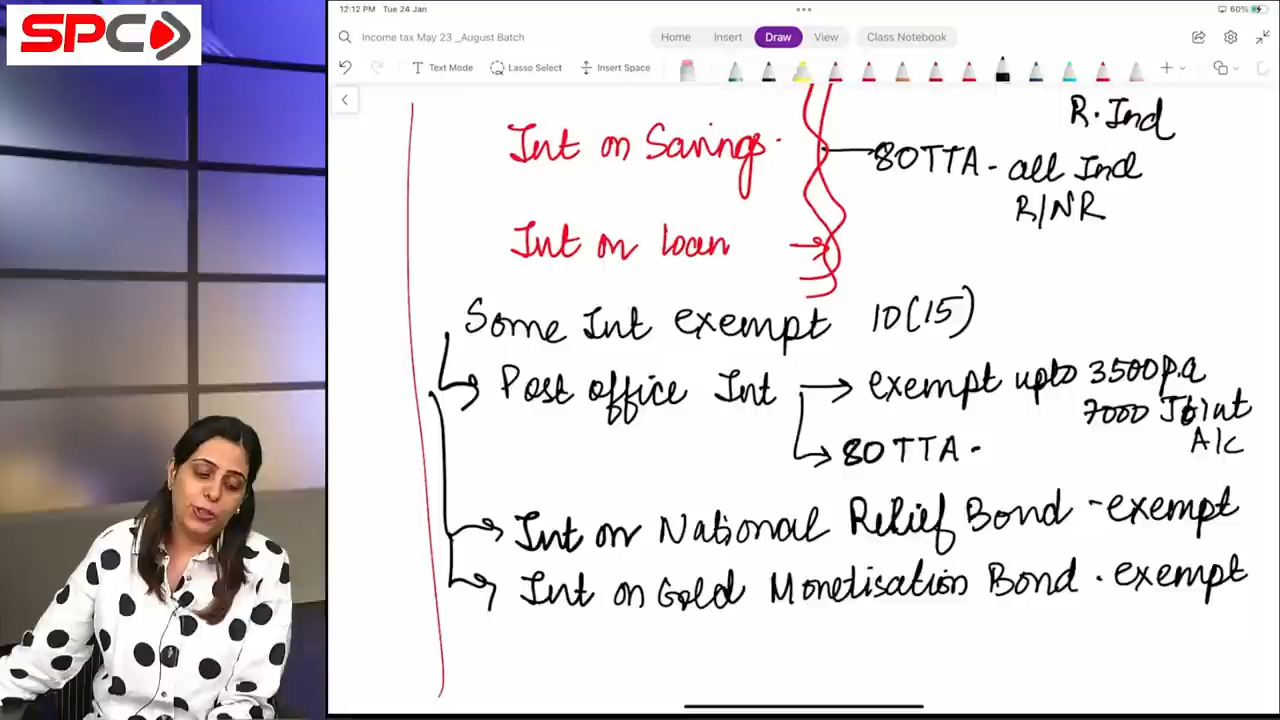 SPC
12:12 PM Tue 24 Jan
60%
Income tax May 23 _August Batch
Home Insert Draw View Class Notebook
Text Mode Lasso Select Insert Space
R. Ind
Int on Savings.
80TTA - all Ind
R/NR
Int on loan
Some Int exempt 10(15)
Post office Int → exempt upto 3500 p.a
7000 Joint
A/c
80TTA -
Int on National Relief Bond - exempt
Int on Gold Monetisation Bond . exempt